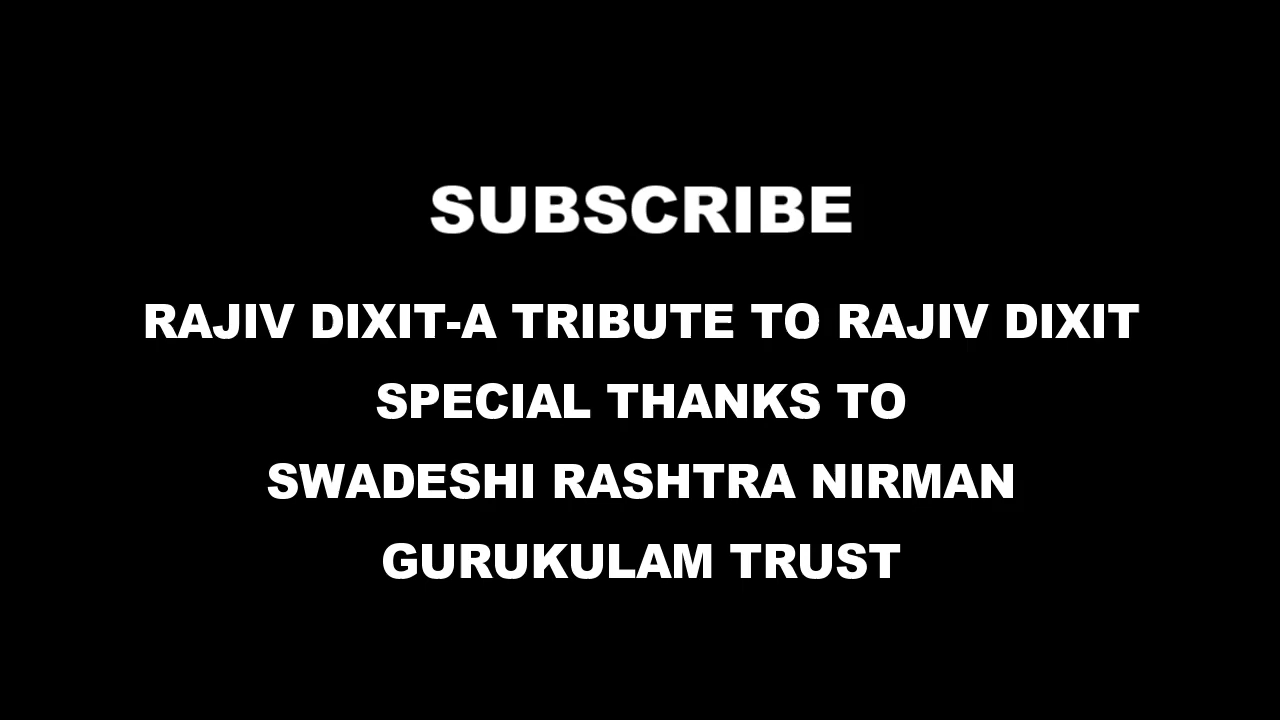 SUBSCRIBE
RAJIV DIXIT-A TRIBUTE TO RAJIV DIXIT
SPECIAL THANKS TO
SWADESHI RASHTRA NIRMAN
GURUKULAM TRUST